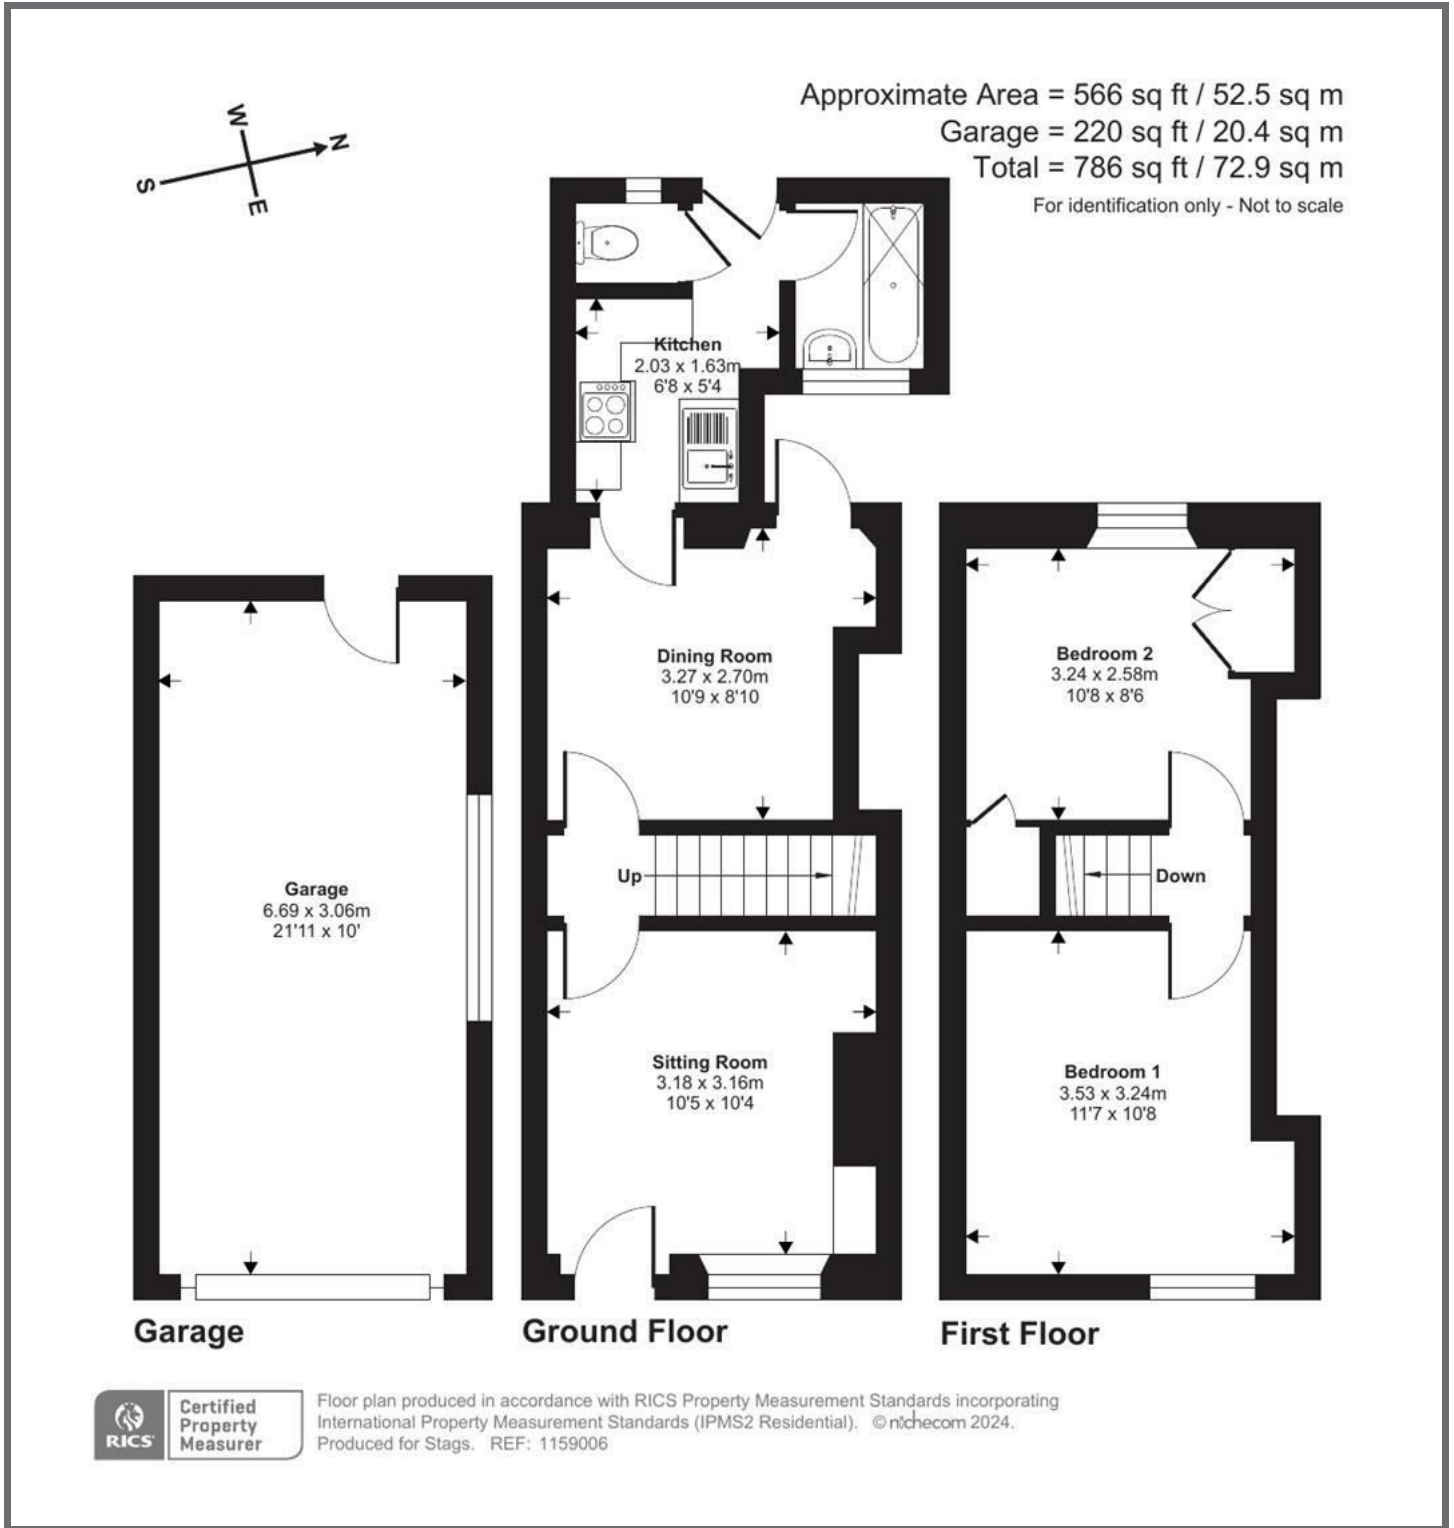 Approximate Area = 566 sq ft / 52.5 sq m
Garage = 220 sq ft / 20.4 sq m
Total = 786 sq ft / 72.9 sq m
For identification only - Not to scale
W
N
S
E
Kitchen
2.03 x 1.63m
6'8 x 5'4
Dining Room
3.27 x 2.70m
10'9 x 8'10
Bedroom 2
3.24 x 2.58m
10'8 x 8'6
Up
Down
Garage
6.69 x 3.06m
21'11 x 10'
Sitting Room
3.18 x 3.16m
10'5 x 10'4
Bedroom 1
3.53 x 3.24m
11'7 x 10'8
Garage
Ground Floor
First Floor
RICS
Certified
Property
Measurer
Floor plan produced in accordance with RICS Property Measurement Standards incorporating
International Property Measurement Standards (IPMS2 Residential). © nichecom 2024.
Produced for Stags. REF: 1159006